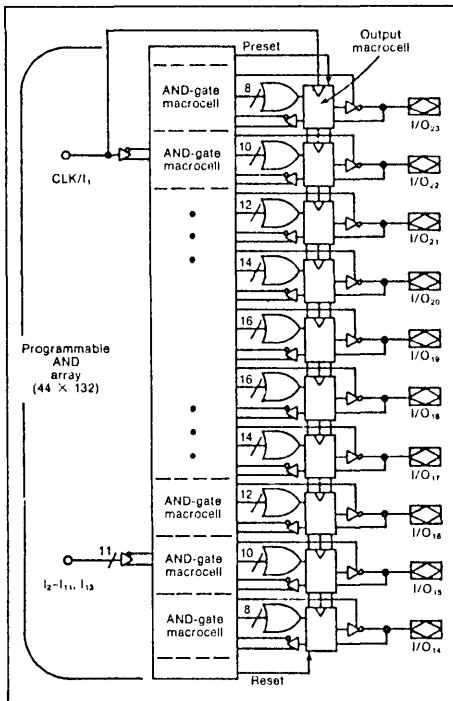 Preset
Output
macrocell
AND-gate
macrocell
8
I/O₂₃
CLK/I₁
AND-gate
macrocell
10
I/O₂₂
12
I/O₂₁
14
I/O₂₀
16
I/O₁₉
Programmable
AND
array
(44 × 132)
16
I/O₁₈
14
I/O₁₇
AND-gate
macrocell
12
I/O₁₆
11
I₂–I₁₁, I₁₃
AND-gate
macrocell
10
I/O₁₅
AND-gate
macrocell
8
I/O₁₄
Reset